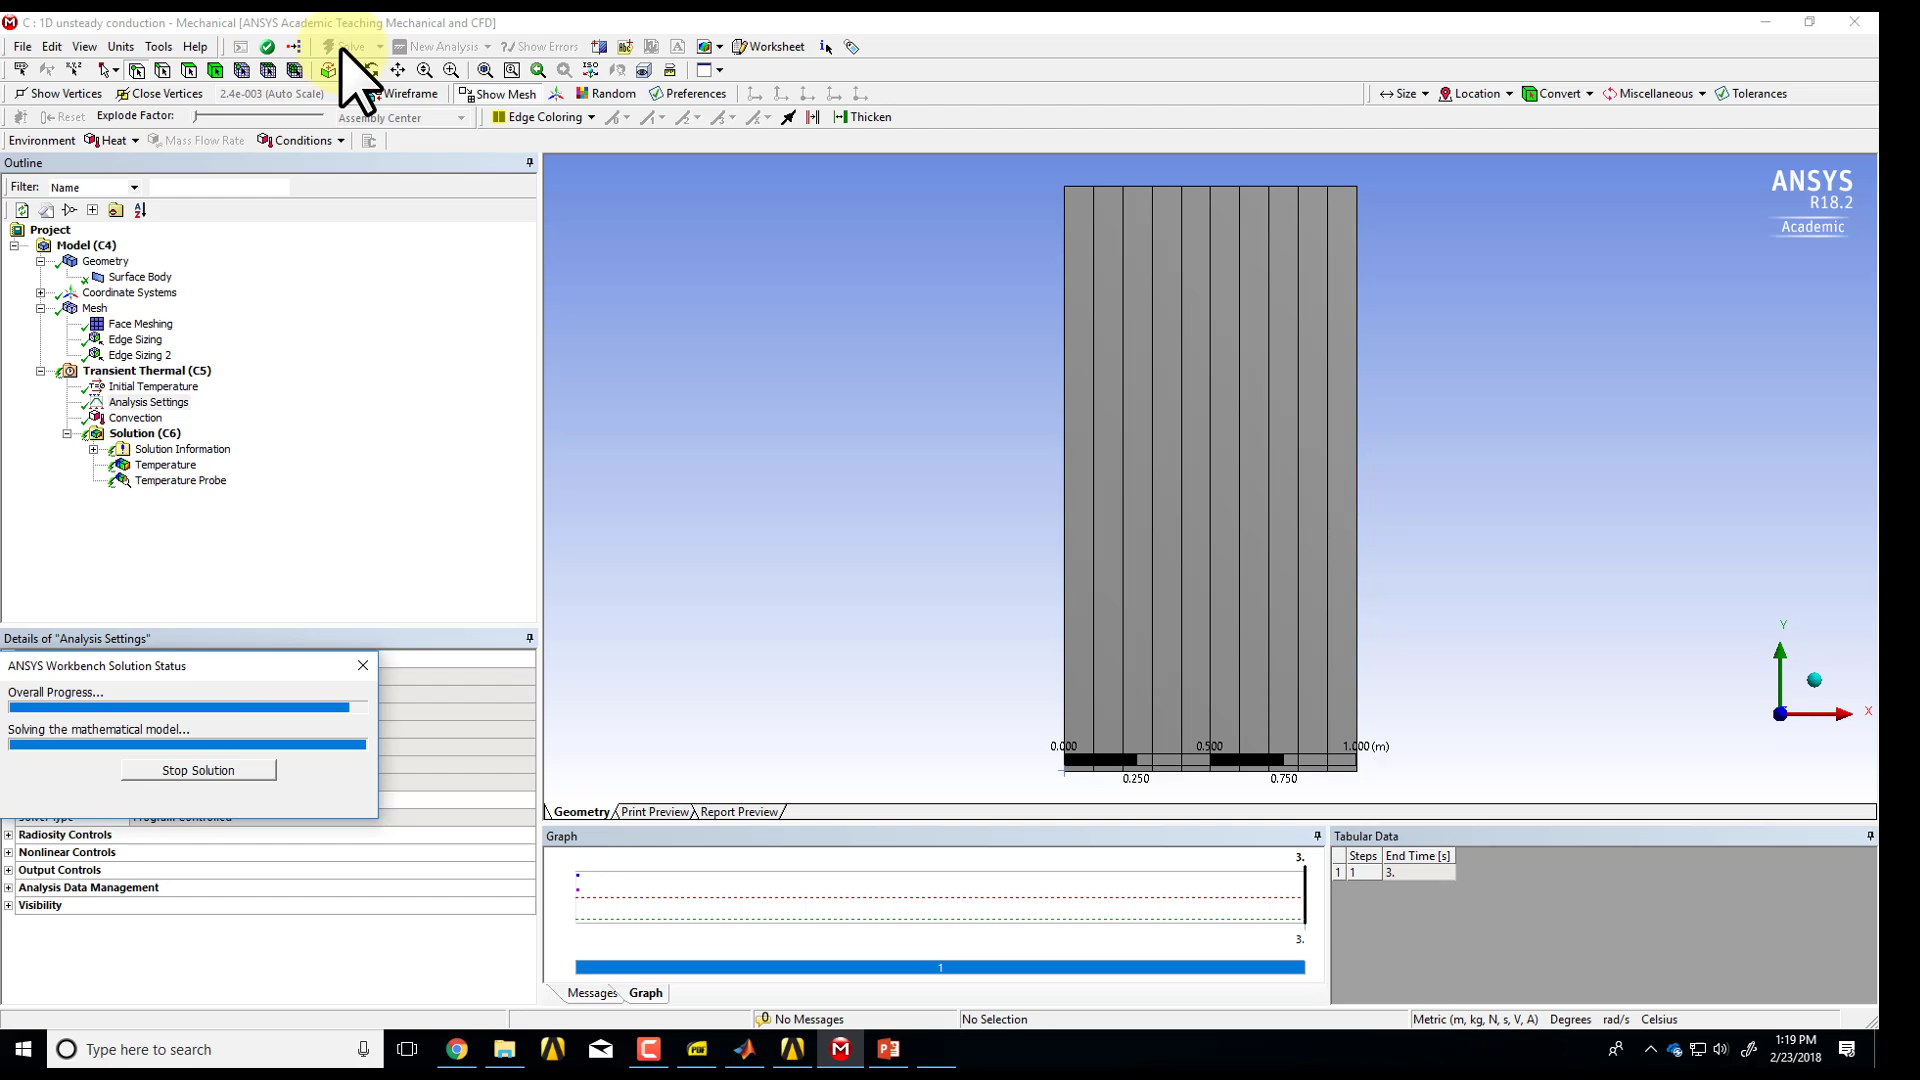 C : 1D unsteady conduction - Mechanical [ANSYS Academic Teaching Mechanical and CFD]
File Edit View Units Tools Help Solve New Analysis ?/ Show Errors Worksheet
Show Vertices Close Vertices 2.4e-003 (Auto Scale) Wireframe Show Mesh Random Preferences Size Location Convert Miscellaneous Tolerances
Reset Explode Factor: Assembly Center Edge Coloring Thicken
Environment Heat Mass Flow Rate Conditions
Outline
Filter: Name
Project
Model (C4)
Geometry
Surface Body
Coordinate Systems
Mesh
Face Meshing
Edge Sizing
Edge Sizing 2
Transient Thermal (C5)
Initial Temperature
Analysis Settings
Convection
Solution (C6)
Solution Information
Temperature
Temperature Probe
ANSYS
R18.2
Academic
Y
X
0.000 0.500 1.000 (m)
0.250 0.750
Details of "Analysis Settings"
ANSYS Workbench Solution Status
Overall Progress...
Solving the mathematical model...
Stop Solution
Radiosity Controls
Nonlinear Controls
Output Controls
Analysis Data Management
Visibility
Geometry Print Preview Report Preview
Graph
3.
3.
1
Messages Graph
Tabular Data
Steps End Time [s]
1 1 3.
No Messages No Selection Metric (m, kg, N, s, V, A) Degrees rad/s Celsius
Type here to search
1:19 PM
2/23/2018